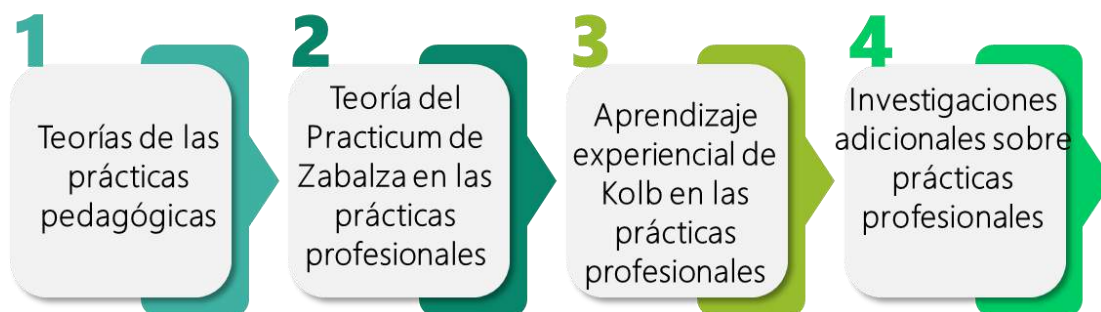 1
Teorías de las
prácticas
pedagógicas
2
Teoría del
Practicum de
Zabalza en las
prácticas
profesionales
3
Aprendizaje
experiencial de
Kolb en las
prácticas
profesionales
4
Investigaciones
adicionales sobre
prácticas
profesionales